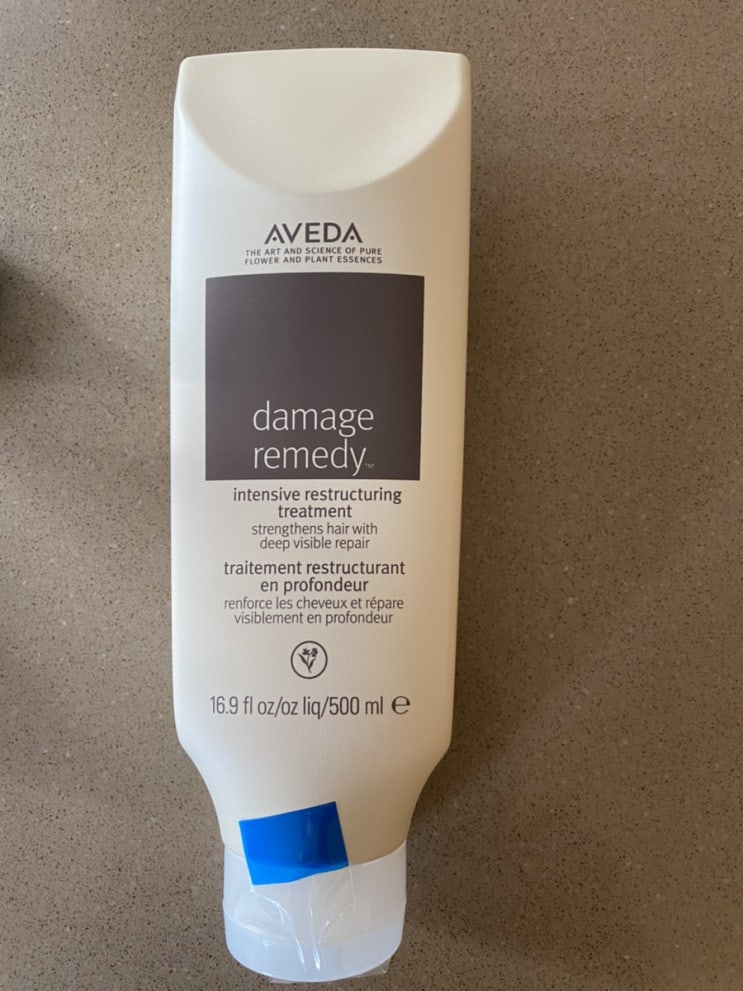 AVEDA
THE ART AND SCIENCE OF PURE
FLOWER AND PLANT ESSENCES
damage
remedy™
intensive restructuring
treatment
strengthens hair with
deep visible repair
traitement restructurant
en profondeur
renforce les cheveux et répare
visiblement en profondeur
16.9 fl oz/oz liq/500 ml ℮